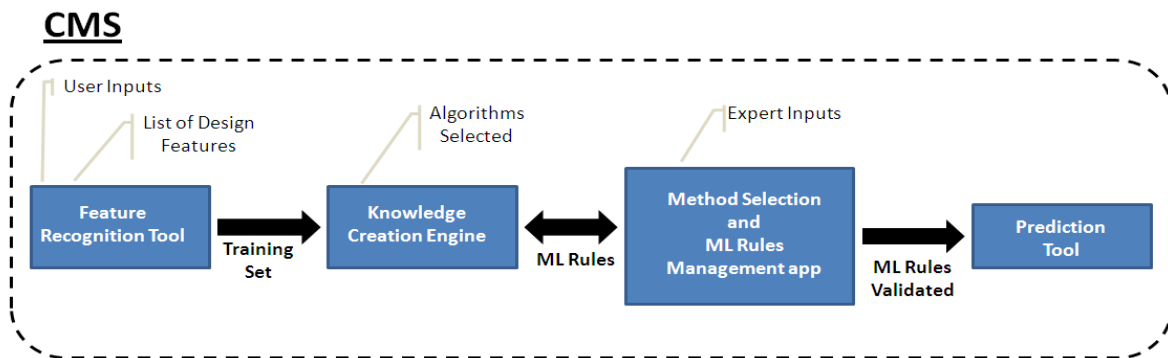 CMS
User Inputs
List of Design
Features
Algorithms
Selected
Expert Inputs
Feature
Recognition Tool
Training
Set
Knowledge
Creation Engine
ML Rules
Method Selection
and
ML Rules
Management app
ML Rules
Validated
Prediction
Tool